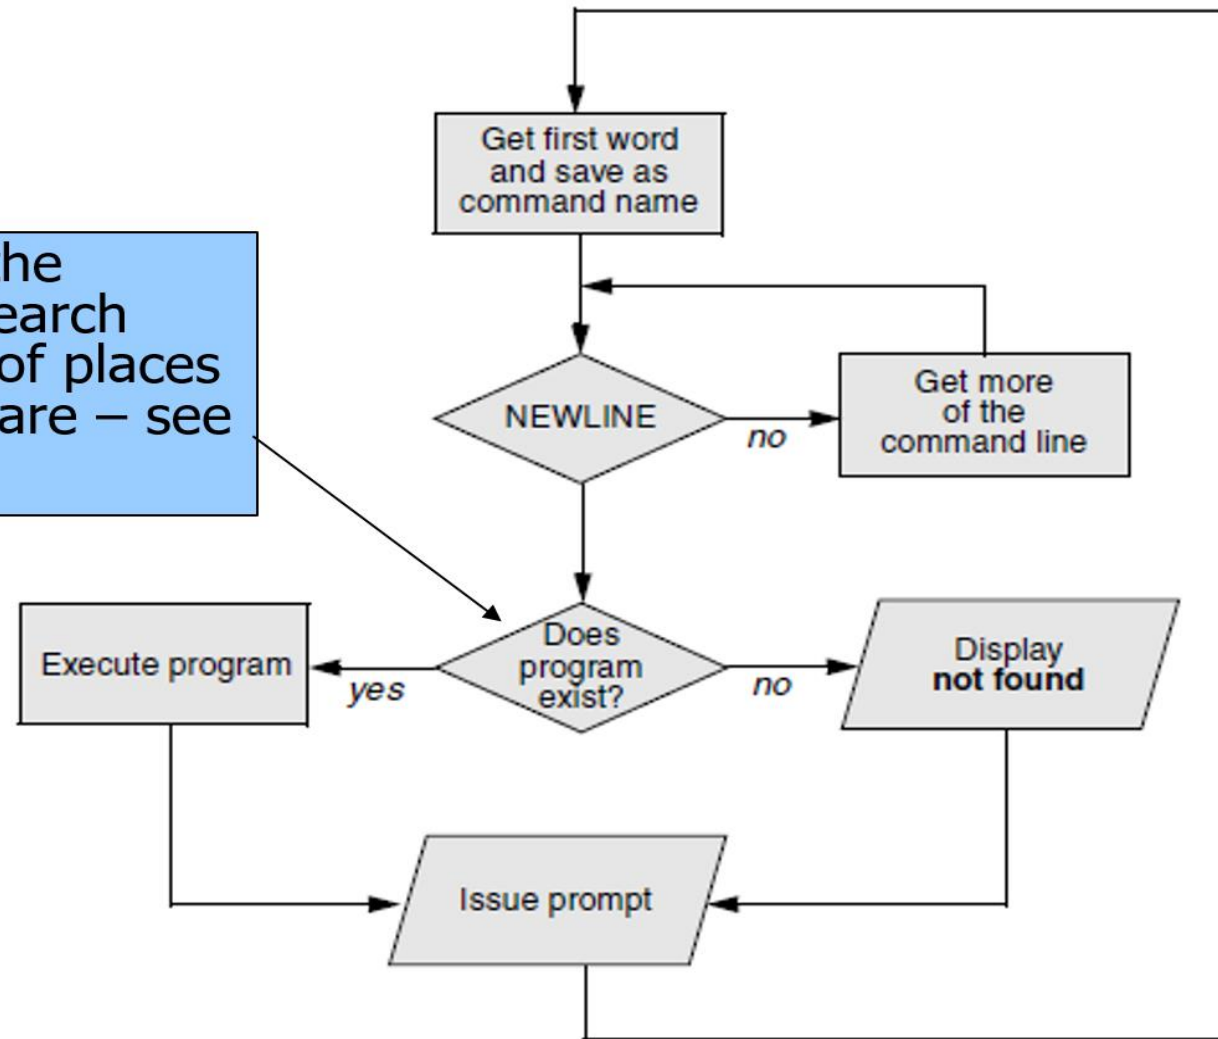 Get first word
and save as
command name
he
earch
of places
are – see
NEWLINE
no
Get more
of the
command line
Execute program
yes
Does
program
exist?
no
Display
not found
Issue prompt